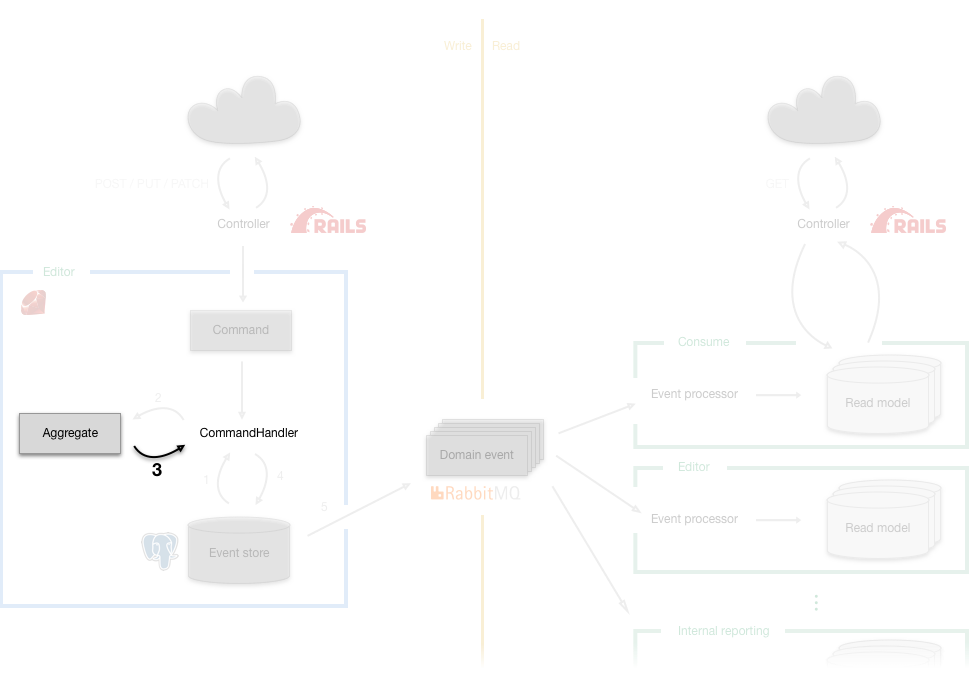 Write
Read
POST / PUT / PATCH
GET
Controller
RAILS
Controller
RAILS
Editor
Command
Consume
Event processor
Read model
2
Aggregate
CommandHandler
3
1
4
Domain event
RabbitMQ
Editor
5
Event processor
Read model
Event store
Internal reporting